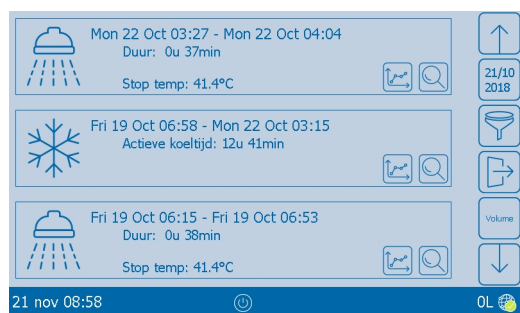 Mon 22 Oct 03:27 - Mon 22 Oct 04:04
Duur: 0u 37min
Stop temp: 41.4ºC
Fri 19 Oct 06:58 - Mon 22 Oct 03:15
Actieve koeltijd: 12u 41min
Fri 19 Oct 06:15 - Fri 19 Oct 06:53
Duur: 0u 38min
Stop temp: 41.4ºC
21/10
2018
Volume
21 nov 08:58
0L